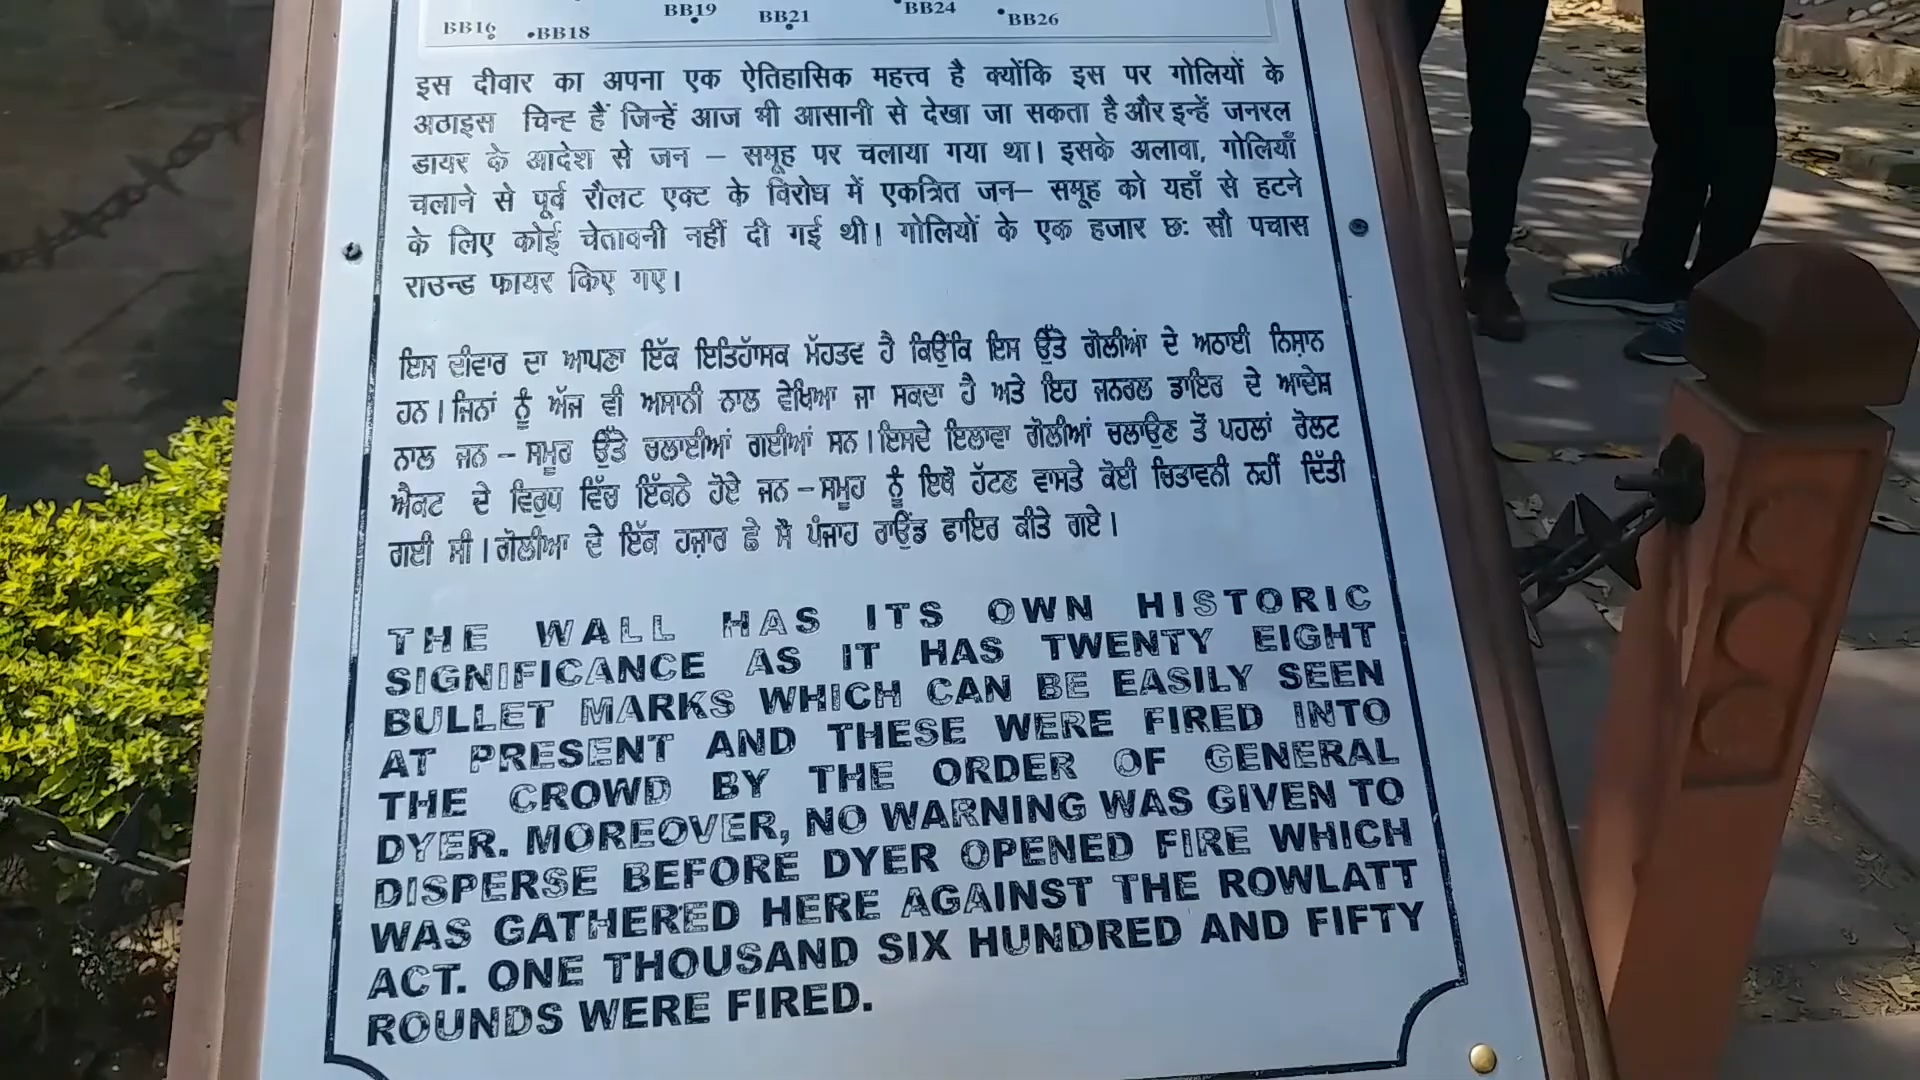 BB16 BB18 BB19 BB21 BB24 BB26
इस दीवार का अपना एक ऐतिहासिक महत्त्व है क्योंकि इस पर गोलियों के
अठाइस चिन्ह हैं जिन्हें आज भी आसानी से देखा जा सकता है और इन्हें जनरल
डायर के आदेश से जन – समूह पर चलाया गया था। इसके अलावा, गोलियाँ
चलाने से पूर्व रौलट एक्ट के विरोध में एकत्रित जन– समूह को यहाँ से हटने
के लिए कोई चेतावनी नहीं दी गई थी। गोलियों के एक हजार छः सौ पचास
राउन्ड फायर किए गए।
ਇਸ ਦੀਵਾਰ ਦਾ ਆਪਣਾ ਇੱਕ ਇਤਿਹਾਸਕ ਮੱਹਤਵ ਹੈ ਕਿਉਂਕਿ ਇਸ ਉੱਤੇ ਗੋਲੀਆਂ ਦੇ ਅਠਾਈ ਨਿਸ਼ਾਨ
ਹਨ।ਜਿਨਾਂ ਨੂੰ ਅੱਜ ਵੀ ਅਸਾਨੀ ਨਾਲ ਵੇਖਿਆ ਜਾ ਸਕਦਾ ਹੈ ਅਤੇ ਇਹ ਜਨਰਲ ਡਾਇਰ ਦੇ ਆਦੇਸ਼
ਨਾਲ ਜਨ – ਸਮੂਹ ਉੱਤੇ ਚਲਾਈਆਂ ਗਈਆਂ ਸਨ।ਇਸਦੇ ਇਲਾਵਾ ਗੋਲੀਆਂ ਚਲਾਉਣ ਤੋਂ ਪਹਲਾਂ ਰੋਲਟ
ਐਕਟ ਦੇ ਵਿਰੁਧ ਵਿੱਚ ਇੱਕਠੇ ਹੋਏ ਜਨ – ਸਮੂਹ ਨੂੰ ਇਥੋ ਹੱਟਣ ਵਾਸਤੇ ਕੋਈ ਚਿਤਾਵਨੀ ਨਹੀਂ ਦਿੱਤੀ
ਗਈ ਸੀ।ਗੋਲੀਆ ਦੇ ਇੱਕ ਹਜ਼ਾਰ ਛੇ ਸੋ ਪੰਜਾਹ ਰਾਉਂਡ ਫਾਇਰ ਕੀਤੇ ਗਏ।
THE WALL HAS ITS OWN HISTORIC
SIGNIFICANCE AS IT HAS TWENTY EIGHT
BULLET MARKS WHICH CAN BE EASILY SEEN
AT PRESENT AND THESE WERE FIRED INTO
THE CROWD BY THE ORDER OF GENERAL
DYER. MOREOVER, NO WARNING WAS GIVEN TO
DISPERSE BEFORE DYER OPENED FIRE WHICH
WAS GATHERED HERE AGAINST THE ROWLATT
ACT. ONE THOUSAND SIX HUNDRED AND FIFTY
ROUNDS WERE FIRED.